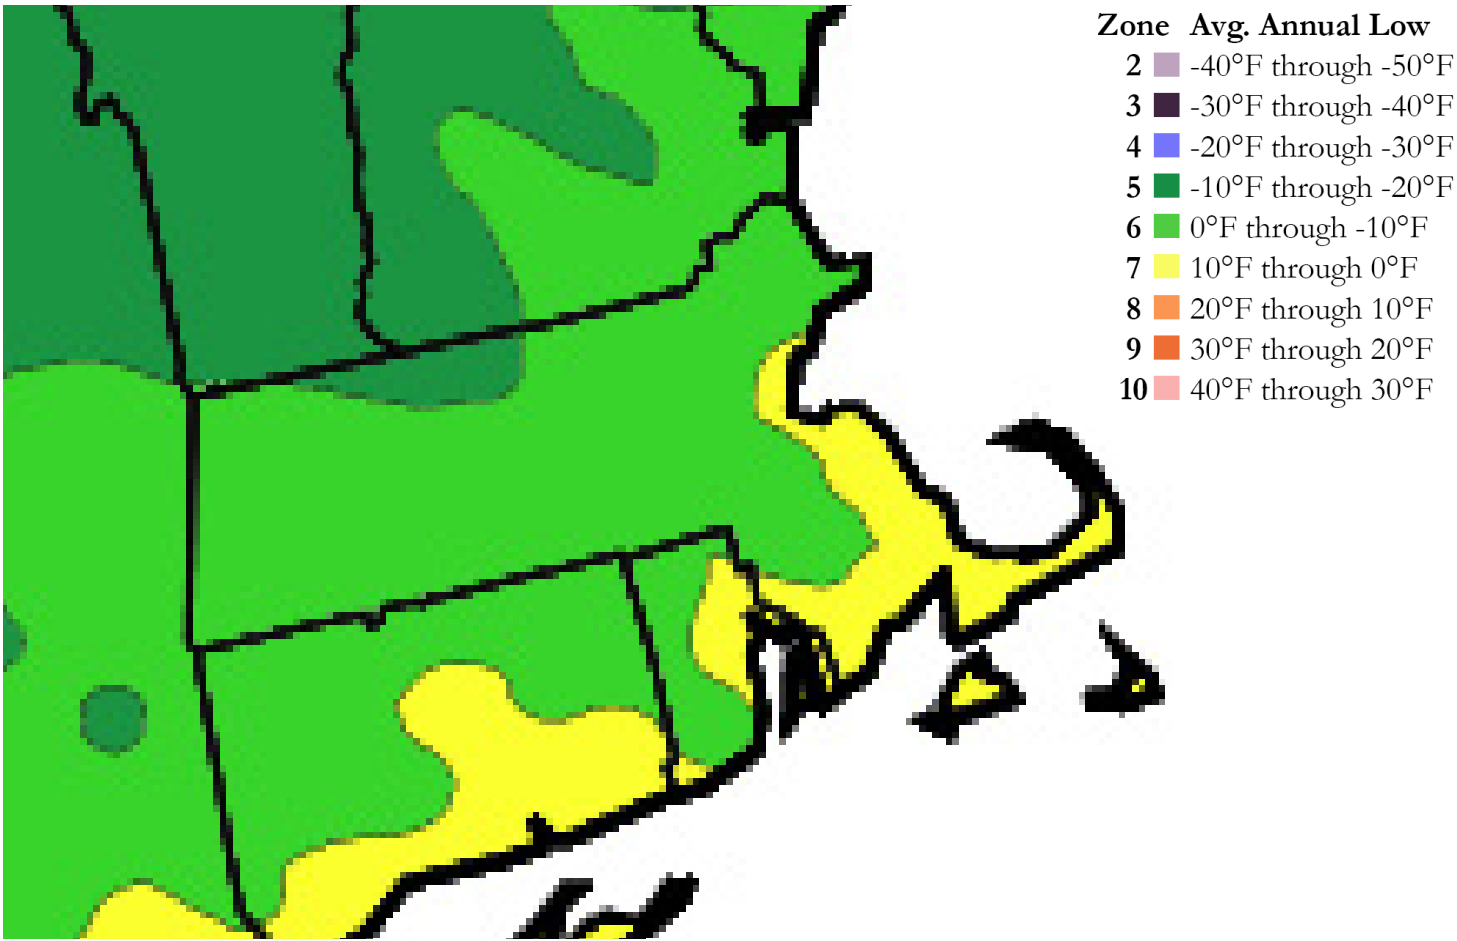 Zone Avg. Annual Low
2 -40°F through -50°F
3 -30°F through -40°F
4 -20°F through -30°F
5 -10°F through -20°F
6 0°F through -10°F
7 10°F through 0°F
8 20°F through 10°F
9 30°F through 20°F
10 40°F through 30°F